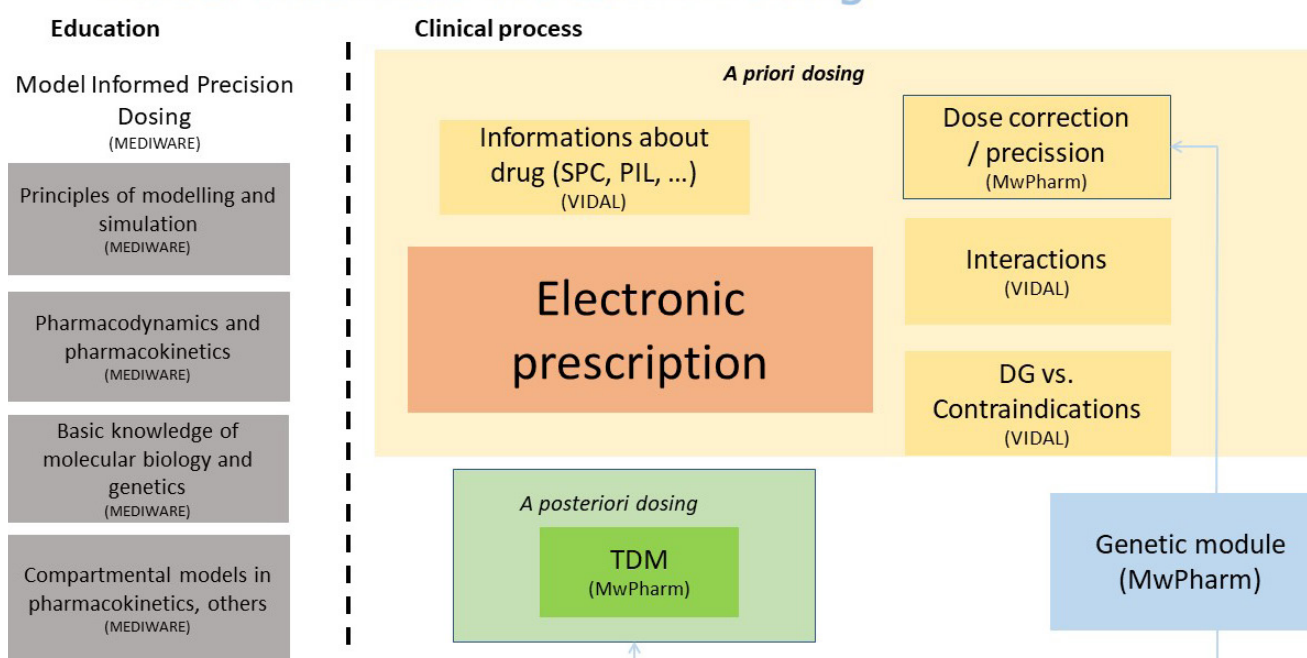 Education
Model Informed Precision
Dosing
(MEDIWARE)
Principles of modelling and
simulation
(MEDIWARE)
Pharmacodynamics and
pharmacokinetics
(MEDIWARE)
Basic knowledge of
molecular biology and
genetics
(MEDIWARE)
Compartmental models in
pharmacokinetics, others
(MEDIWARE)
Clinical process
A priori dosing
Informations about
drug (SPC, PIL, ...)
(VIDAL)
Dose correction
/ precission
(MwPharm)
Electronic
prescription
Interactions
(VIDAL)
DG vs.
Contraindications
(VIDAL)
A posteriori dosing
TDM
(MwPharm)
Genetic module
(MwPharm)